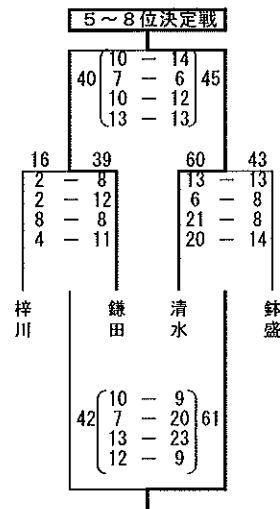 5～8位決定戦
10 － 14
40 7 － 6 45
10 － 12
13 － 13
16 39 60 43
2 － 8 13 － 13
2 － 12 6 － 8
8 － 8 21 － 8
4 － 11 20 － 14
梓川 鎌田 清水 鉢盛
10 － 9
42 7 － 20 61
13 － 23
12 － 9